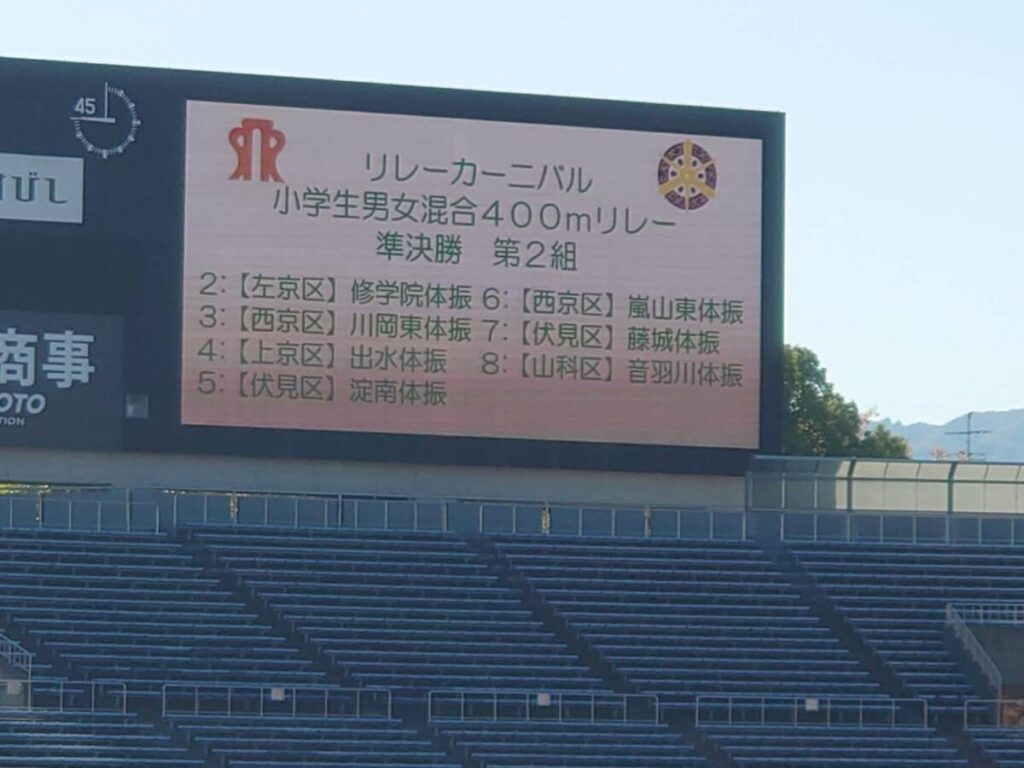 45
リレーカーニバル
小学生男女混合400mリレー
準決勝 第2組
2:【左京区】修学院体振
3:【西京区】川岡東体振
4:【上京区】出水体振
5:【伏見区】淀南体振
6:【西京区】嵐山東体振
7:【伏見区】藤城体振
8:【山科区】音羽川体振
むびし
商事
OTO
TION